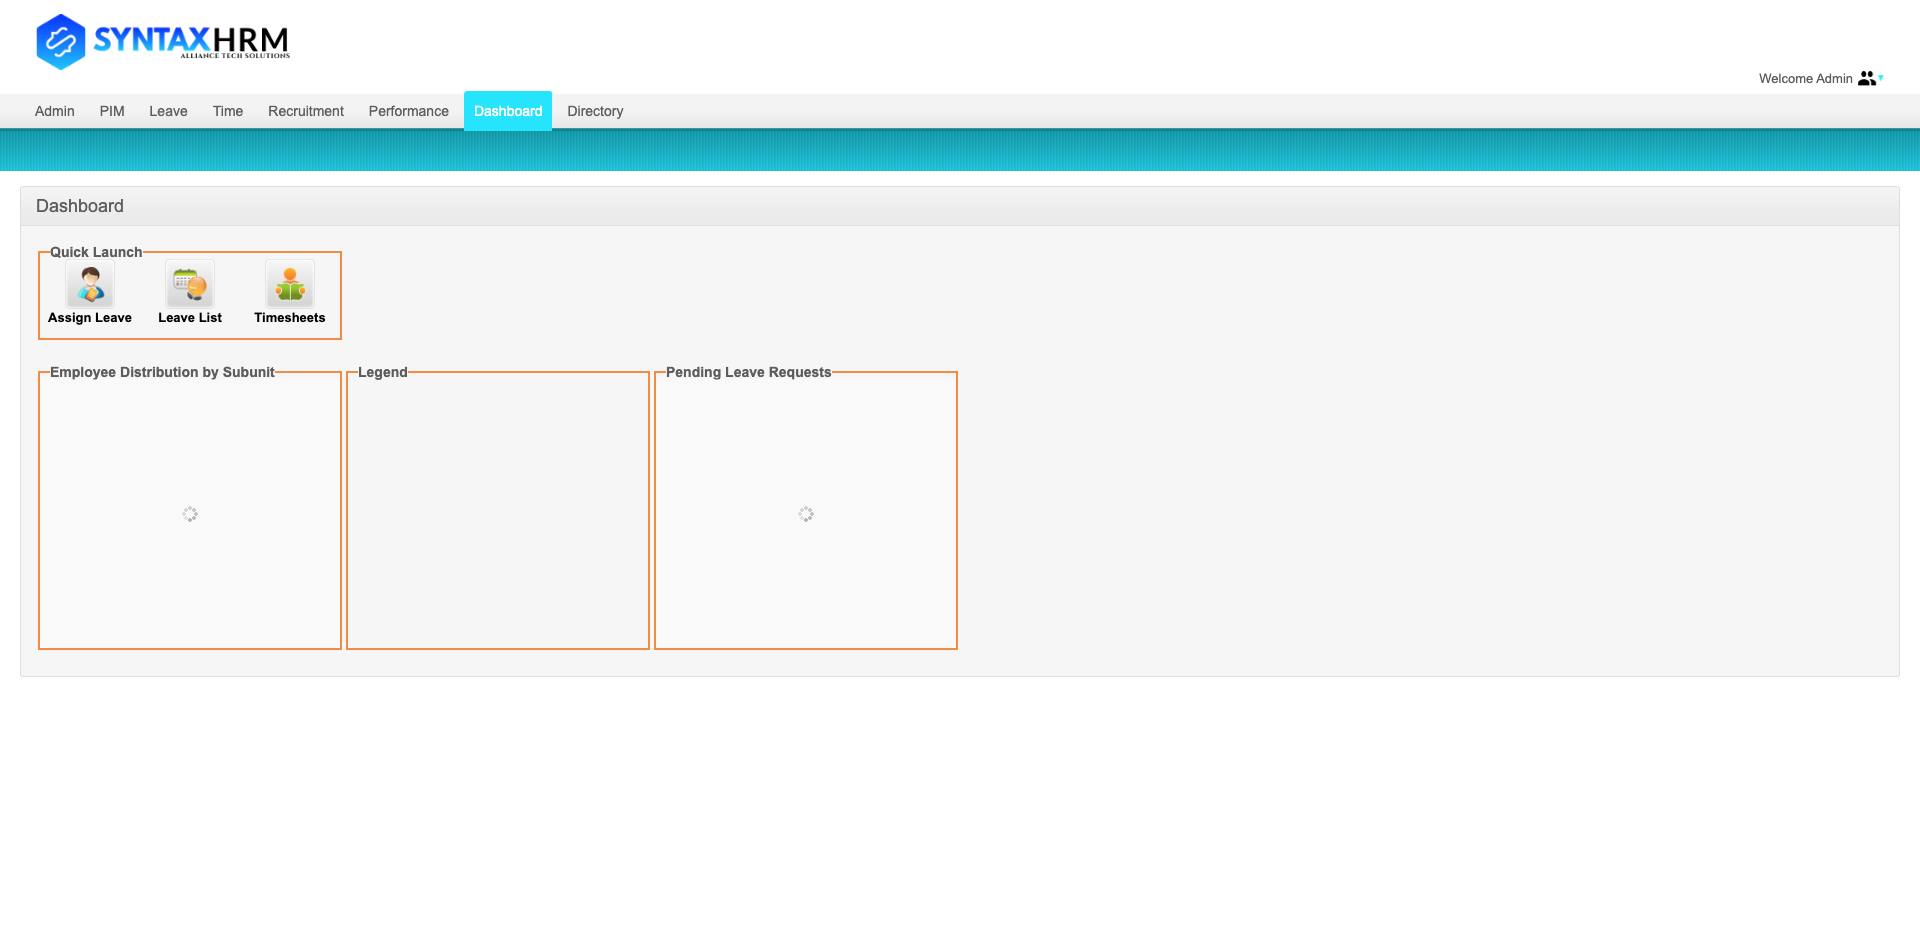 SYNTAXHRM
ALLIANCE TECH SOLUTIONS
Welcome Admin
Admin PIM Leave Time Recruitment Performance Dashboard Directory
Dashboard
Quick Launch
Assign Leave Leave List Timesheets
Employee Distribution by Subunit Legend Pending Leave Requests